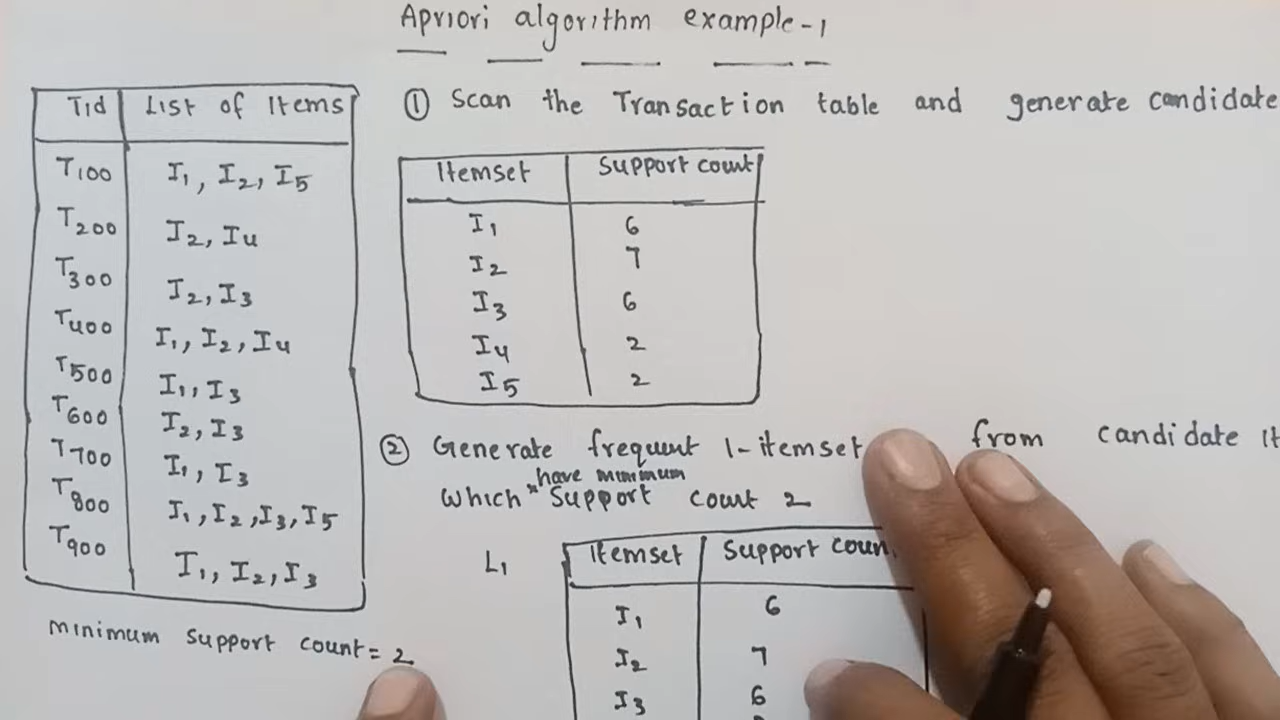 Apriori algorithm example-1
Tid List of Items
T100 I1, I2, I5
T200 I2, I4
T300 I2, I3
T400 I1, I2, I4
T500 I1, I3
T600 I2, I3
T700 I1, I3
T800 I1, I2, I3, I5
T900 I1, I2, I3
minimum support count= 2
① Scan the Transaction table and generate candidate
Itemset Support count
I1 6
I2 7
I3 6
I4 2
I5 2
② Generate frequent 1-itemset from candidate It
have minimum
which support count 2
L1
Itemset Support coun
I1 6
I2 7
I3 6